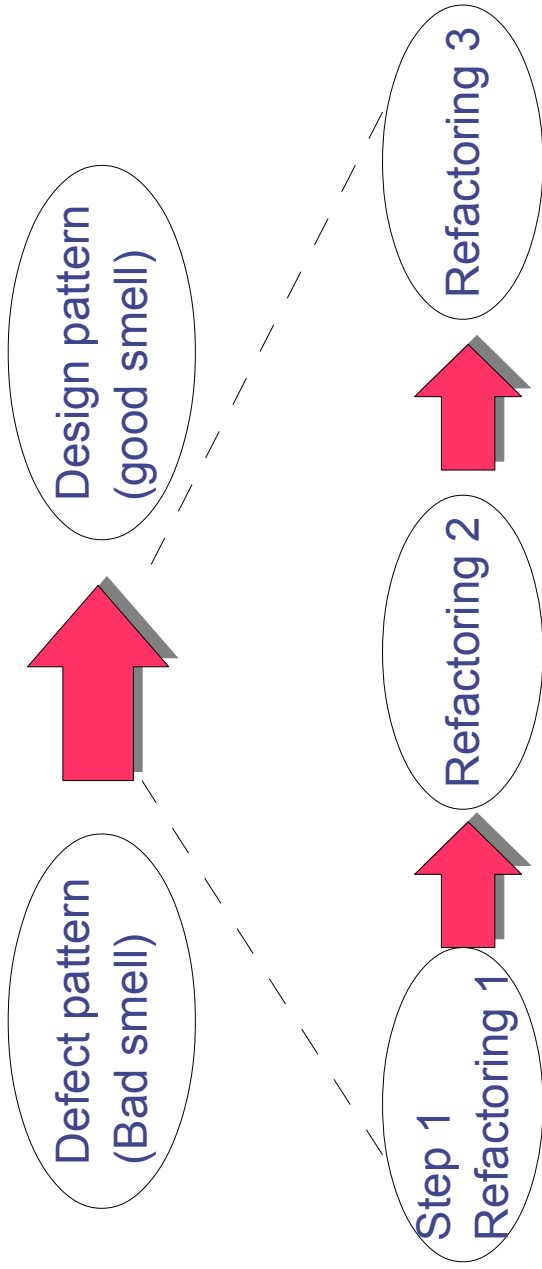 Defect pattern
(Bad smell)
Design pattern
(good smell)
Step 1
Refactoring 1
Refactoring 2
Refactoring 3